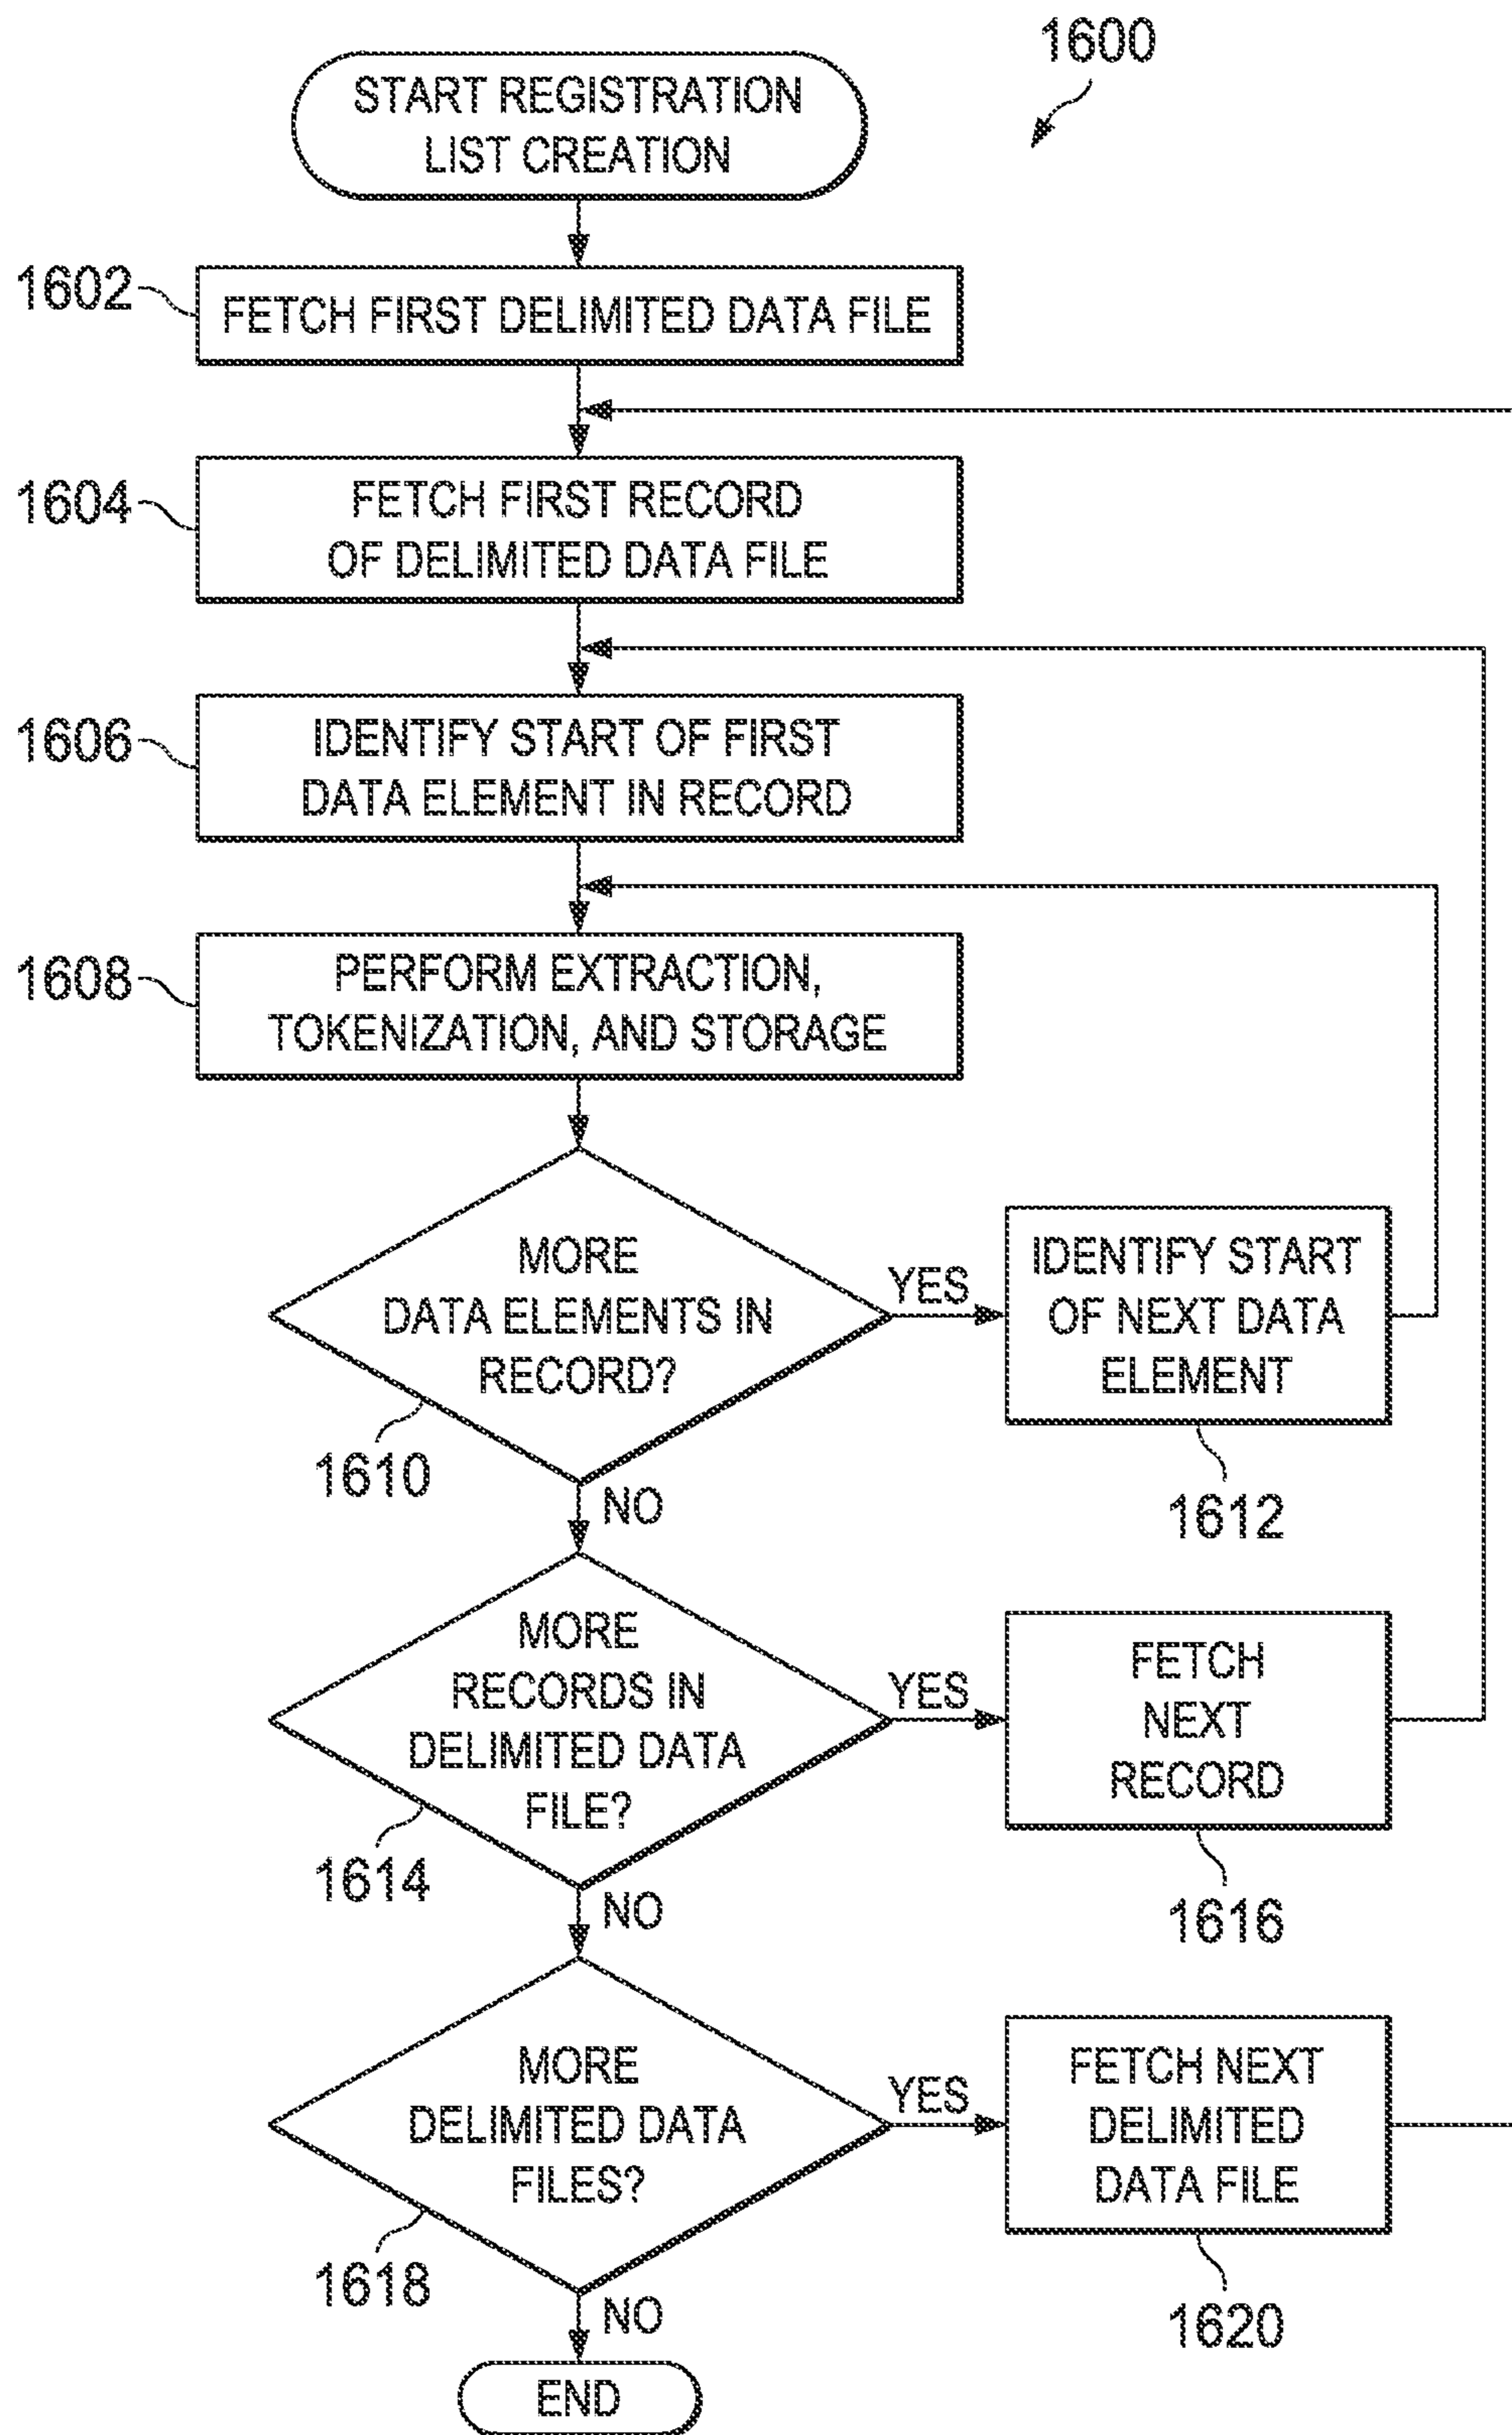 1600
START REGISTRATION
LIST CREATION
1602
FETCH FIRST DELIMITED DATA FILE
1604
FETCH FIRST RECORD
OF DELIMITED DATA FILE
1606
IDENTIFY START OF FIRST
DATA ELEMENT IN RECORD
1608
PERFORM EXTRACTION,
TOKENIZATION, AND STORAGE
MORE
DATA ELEMENTS IN
RECORD?
1610
YES
IDENTIFY START
OF NEXT DATA
ELEMENT
1612
NO
MORE
RECORDS IN
DELIMITED DATA
FILE?
1614
YES
FETCH
NEXT
RECORD
1616
NO
MORE
DELIMITED DATA
FILES?
1618
YES
FETCH NEXT
DELIMITED
DATA FILE
1620
NO
END